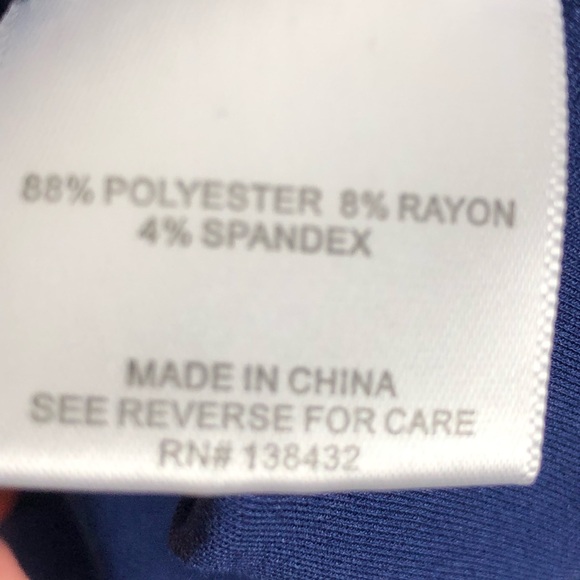 88% POLYESTER 8% RAYON
4% SPANDEX
MADE IN CHINA
SEE REVERSE FOR CARE
RN# 138432